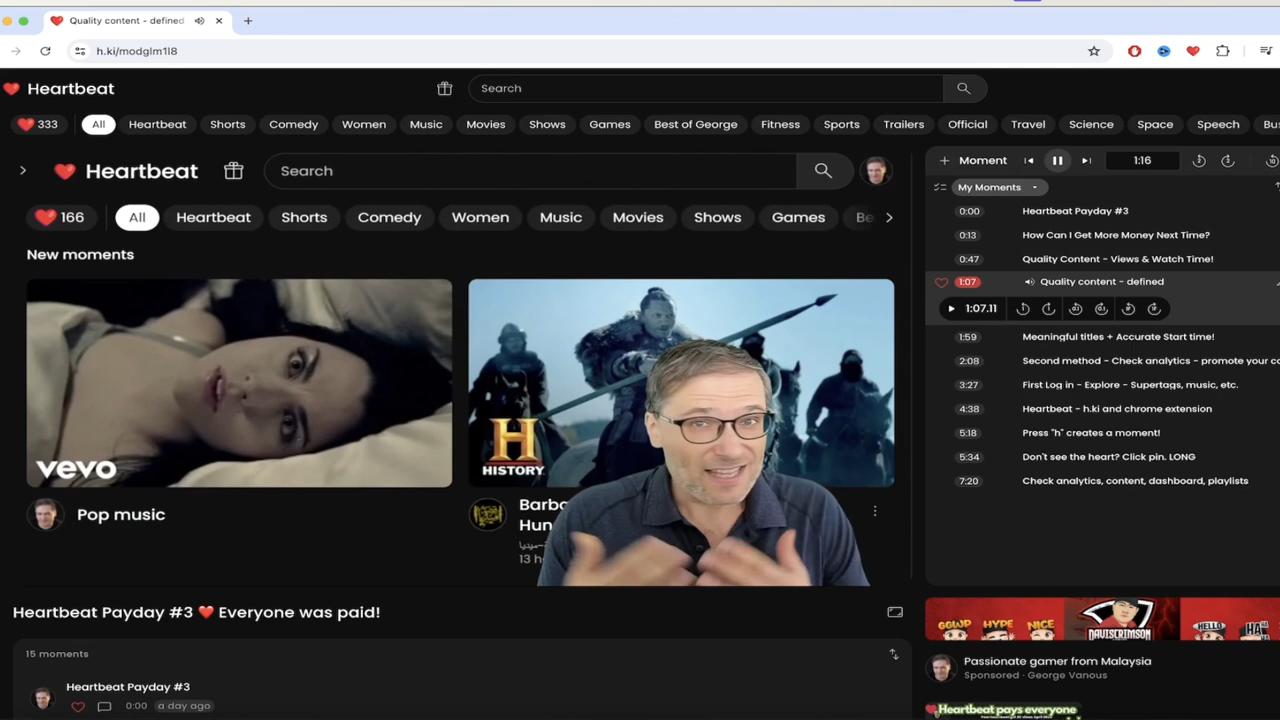 Quality content - defined
h.ki/modglm1l8
Heartbeat
Search
333
All
Heartbeat
Shorts
Comedy
Women
Music
Movies
Shows
Games
Best of George
Fitness
Sports
Trailers
Official
Travel
Science
Space
Speech
Heartbeat
Search
166
All
Heartbeat
Shorts
Comedy
Women
Music
Movies
Shows
Games
New moments
vevo
H
HISTORY
Pop music
13
Moment
1:16
My Moments
0:00 Heartbeat Payday #3
0:13 How Can I Get More Money Next Time?
0:47 Quality Content - Views & Watch Time!
1:07 Quality content - defined
1:07.11
1:59 Meaningful titles + Accurate Start time!
2:08 Second method - Check analytics - promote your
3:27 First Log in - Explore - Supertags, music, etc.
4:38 Heartbeat - h.ki and chrome extension
5:18 Press "h" creates a moment!
5:34 Don't see the heart? Click pin. LONG
7:20 Check analytics, content, dashboard, playlists
Heartbeat Payday #3 ❤️ Everyone was paid!
15 moments
Heartbeat Payday #3
0:00 a day ago
GGWP HYPE NICE DAVISCRIMSON HELLO
Passionate gamer from Malaysia
Sponsored · George Vanous
Heartbeat pays everyone